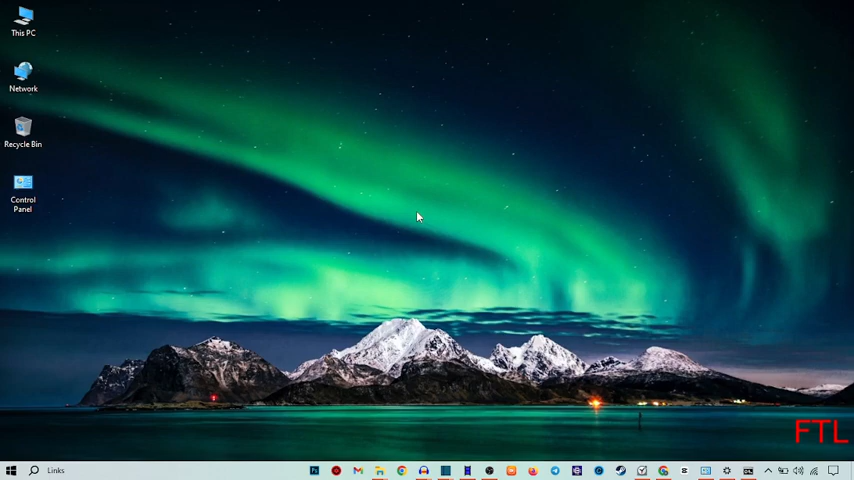 This PC
Network
Recycle Bin
Control
Panel
FTL
Links